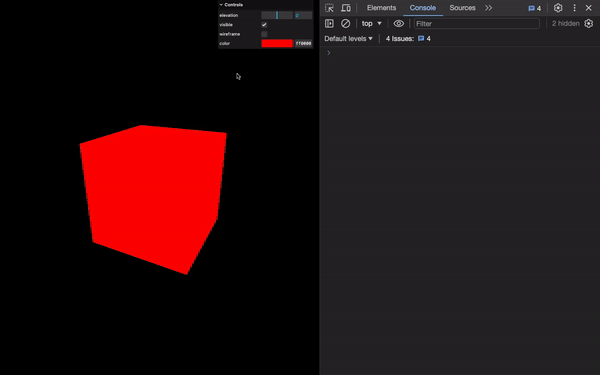 Controls
elevation 0
visible
wireframe
color ff0000
Elements Console Sources 4
top Filter 2 hidden
Default levels 4 Issues: 4